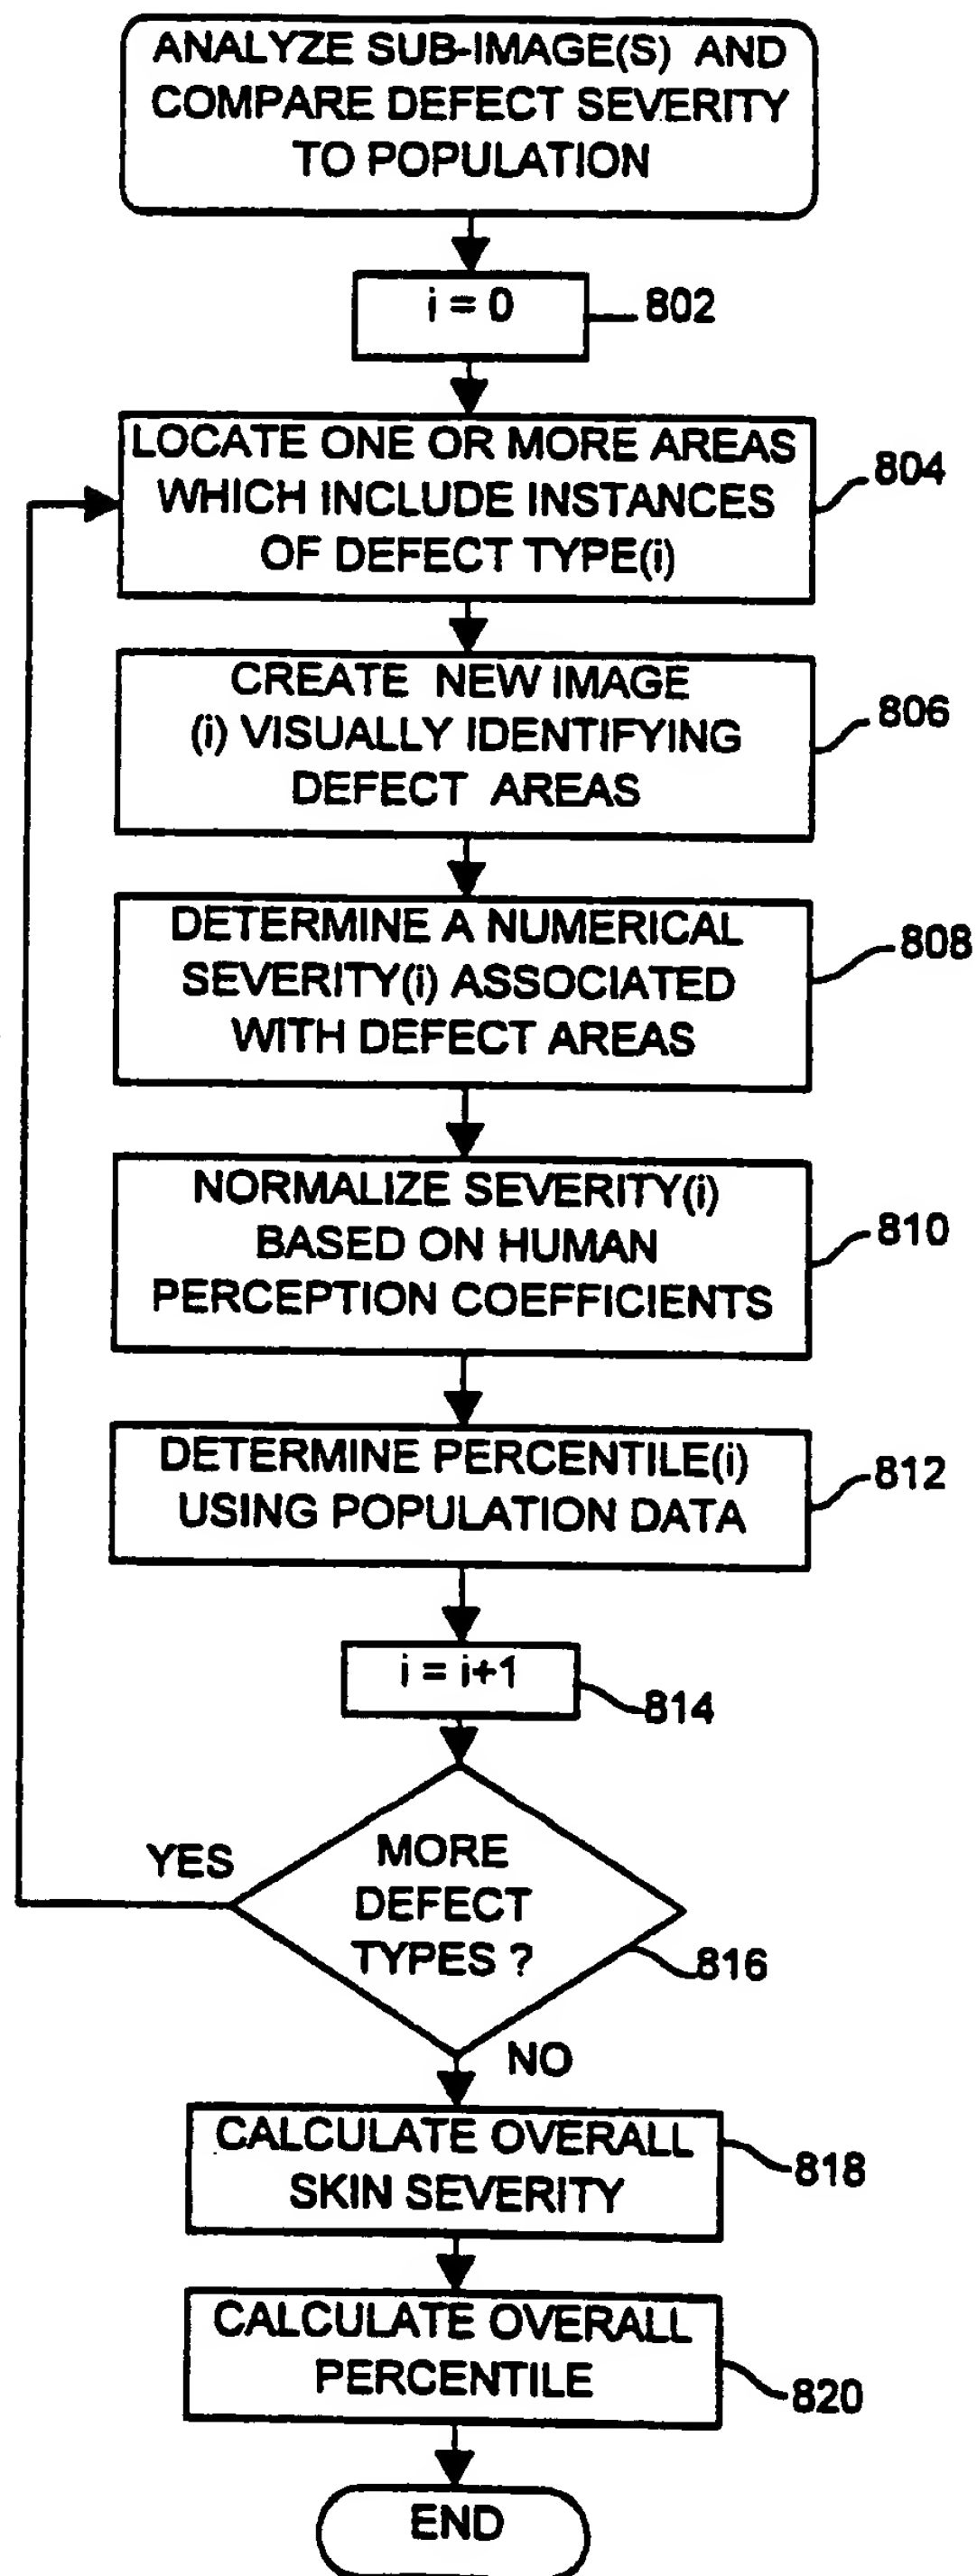 ANALYZE SUB-IMAGE(S) AND
COMPARE DEFECT SEVERITY
TO POPULATION
i = 0
802
LOCATE ONE OR MORE AREAS
WHICH INCLUDE INSTANCES
OF DEFECT TYPE(i)
804
CREATE NEW IMAGE
(i) VISUALLY IDENTIFYING
DEFECT AREAS
806
DETERMINE A NUMERICAL
SEVERITY(i) ASSOCIATED
WITH DEFECT AREAS
808
NORMALIZE SEVERITY(i)
BASED ON HUMAN
PERCEPTION COEFFICIENTS
810
DETERMINE PERCENTILE(i)
USING POPULATION DATA
812
i = i+1
814
YES
MORE
DEFECT
TYPES ?
816
NO
CALCULATE OVERALL
SKIN SEVERITY
818
CALCULATE OVERALL
PERCENTILE
820
END